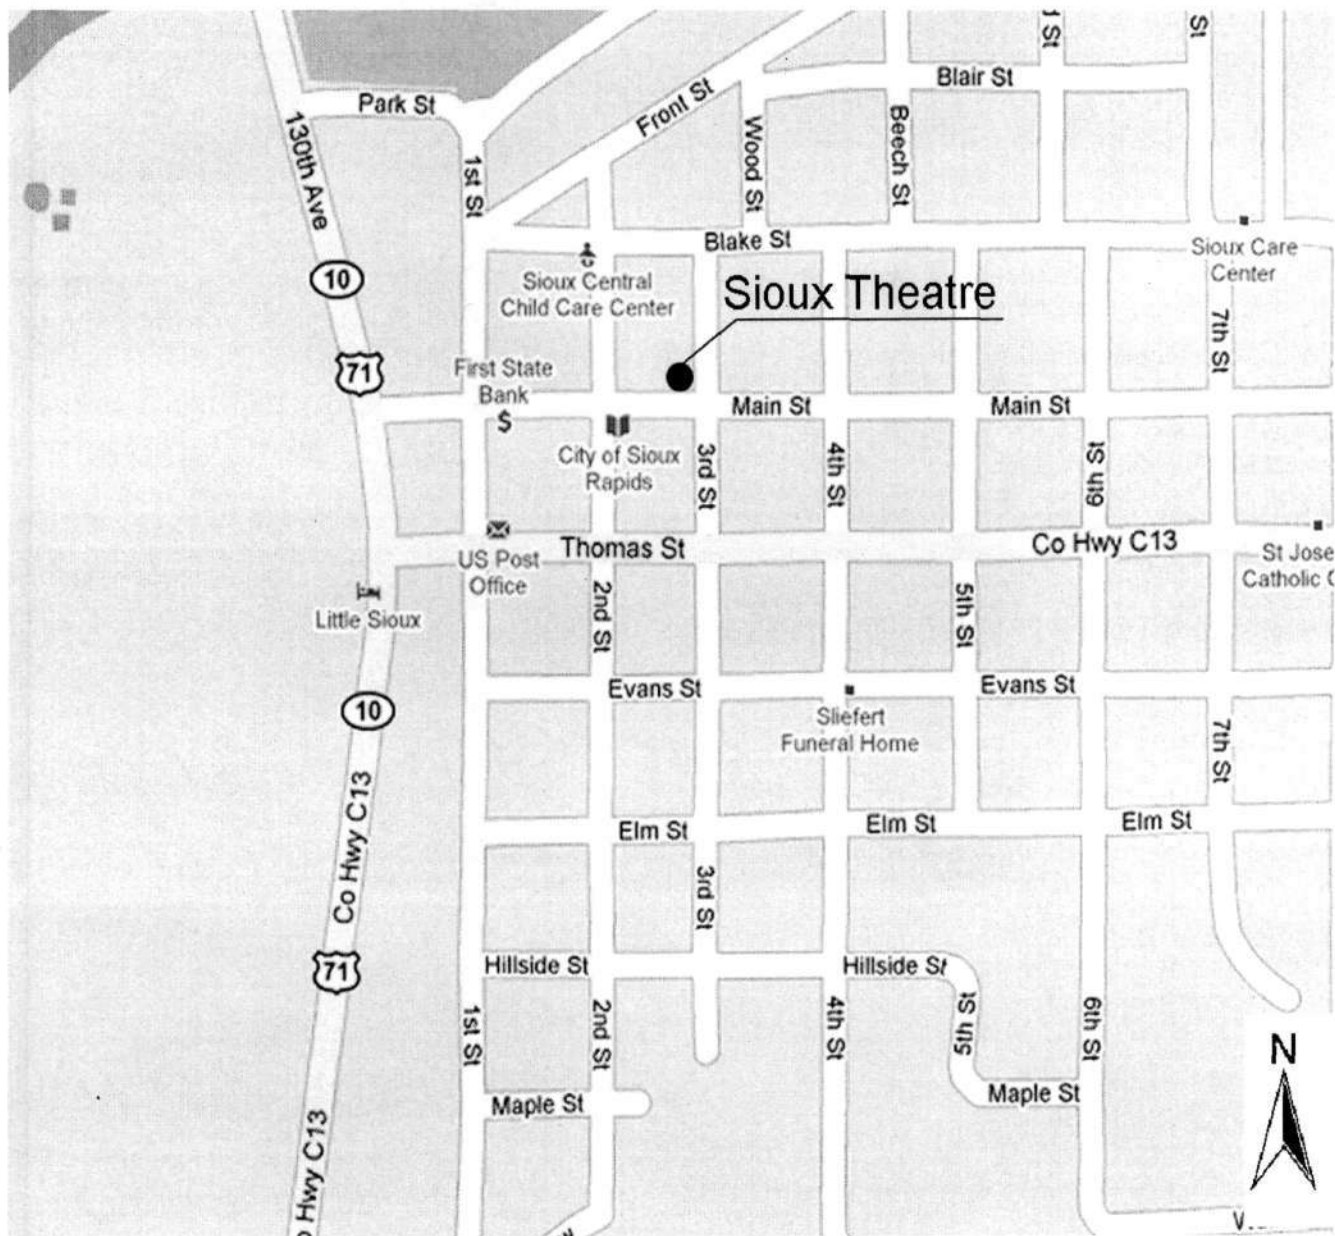 d St
St
Blair St
Park St
Front St
130th Ave
Wood St
Beech St
1st St
Blake St
Sioux Care
Center
10
Sioux Central
Child Care Center
Sioux Theatre
7th St
71
First State
Bank
$
Main St
Main St
City of Sioux
Rapids
3rd St
4th St
6th St
US Post
Office
Thomas St
Co Hwy C13
St Jose
Catholic C
Little Sioux
2nd St
5th St
Evans St
Evans St
10
Sliefert
Funeral Home
7th St
Co Hwy C13
Elm St
Elm St
Elm St
3rd St
71
Hillside St
Hillside St
1st St
2nd St
4th St
5th St
6th St
N
Maple St
Maple St
o Hwy C13